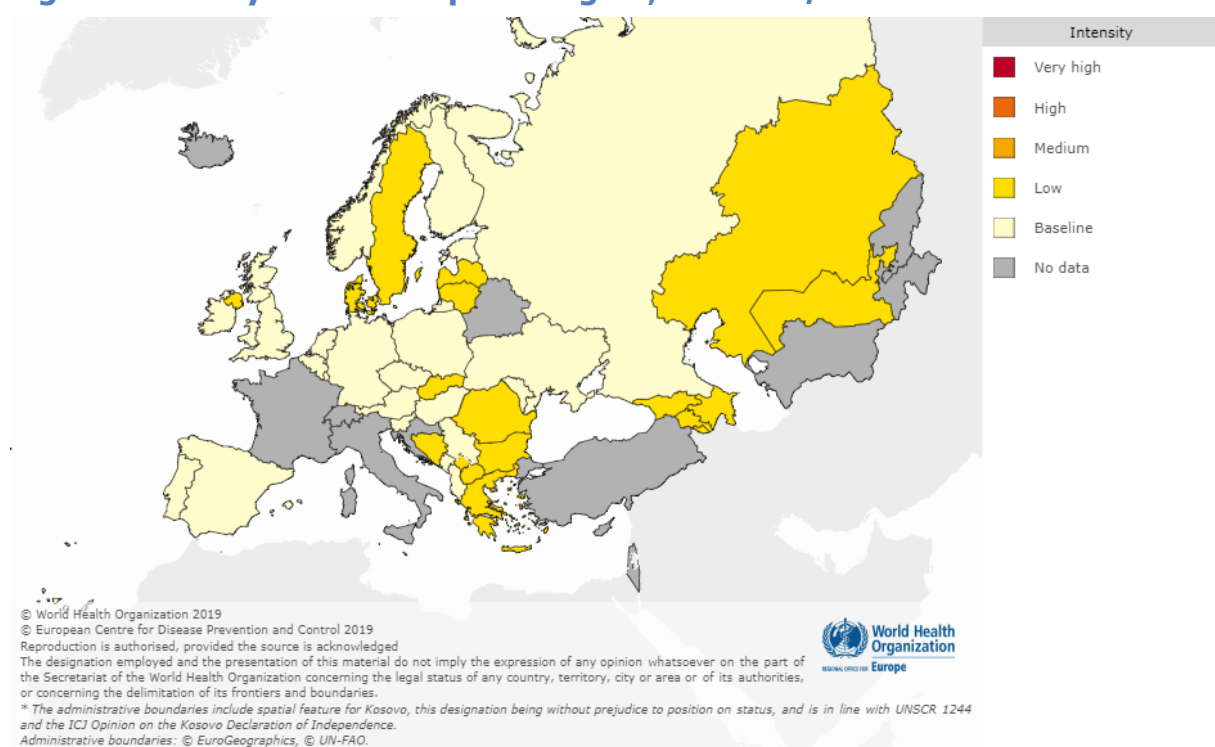 Intensity
Very high
High
Medium
Low
Baseline
No data
© World Health Organization 2019
© European Centre for Disease Prevention and Control 2019
Reproduction is authorised, provided the source is acknowledged
The designation employed and the presentation of this material do not imply the expression of any opinion whatsoever on the part of
the Secretariat of the World Health Organization concerning the legal status of any country, territory, city or area or of its authorities,
or concerning the delimitation of its frontiers and boundaries.
* The administrative boundaries include spatial feature for Kosovo, this designation being without prejudice to position on status, and is in line with UNSCR 1244
and the ICJ Opinion on the Kosovo Declaration of Independence.
Administrative boundaries: © EuroGeographics, © UN-FAO.
World Health
Organization
REGIONAL OFFICE FOR Europe